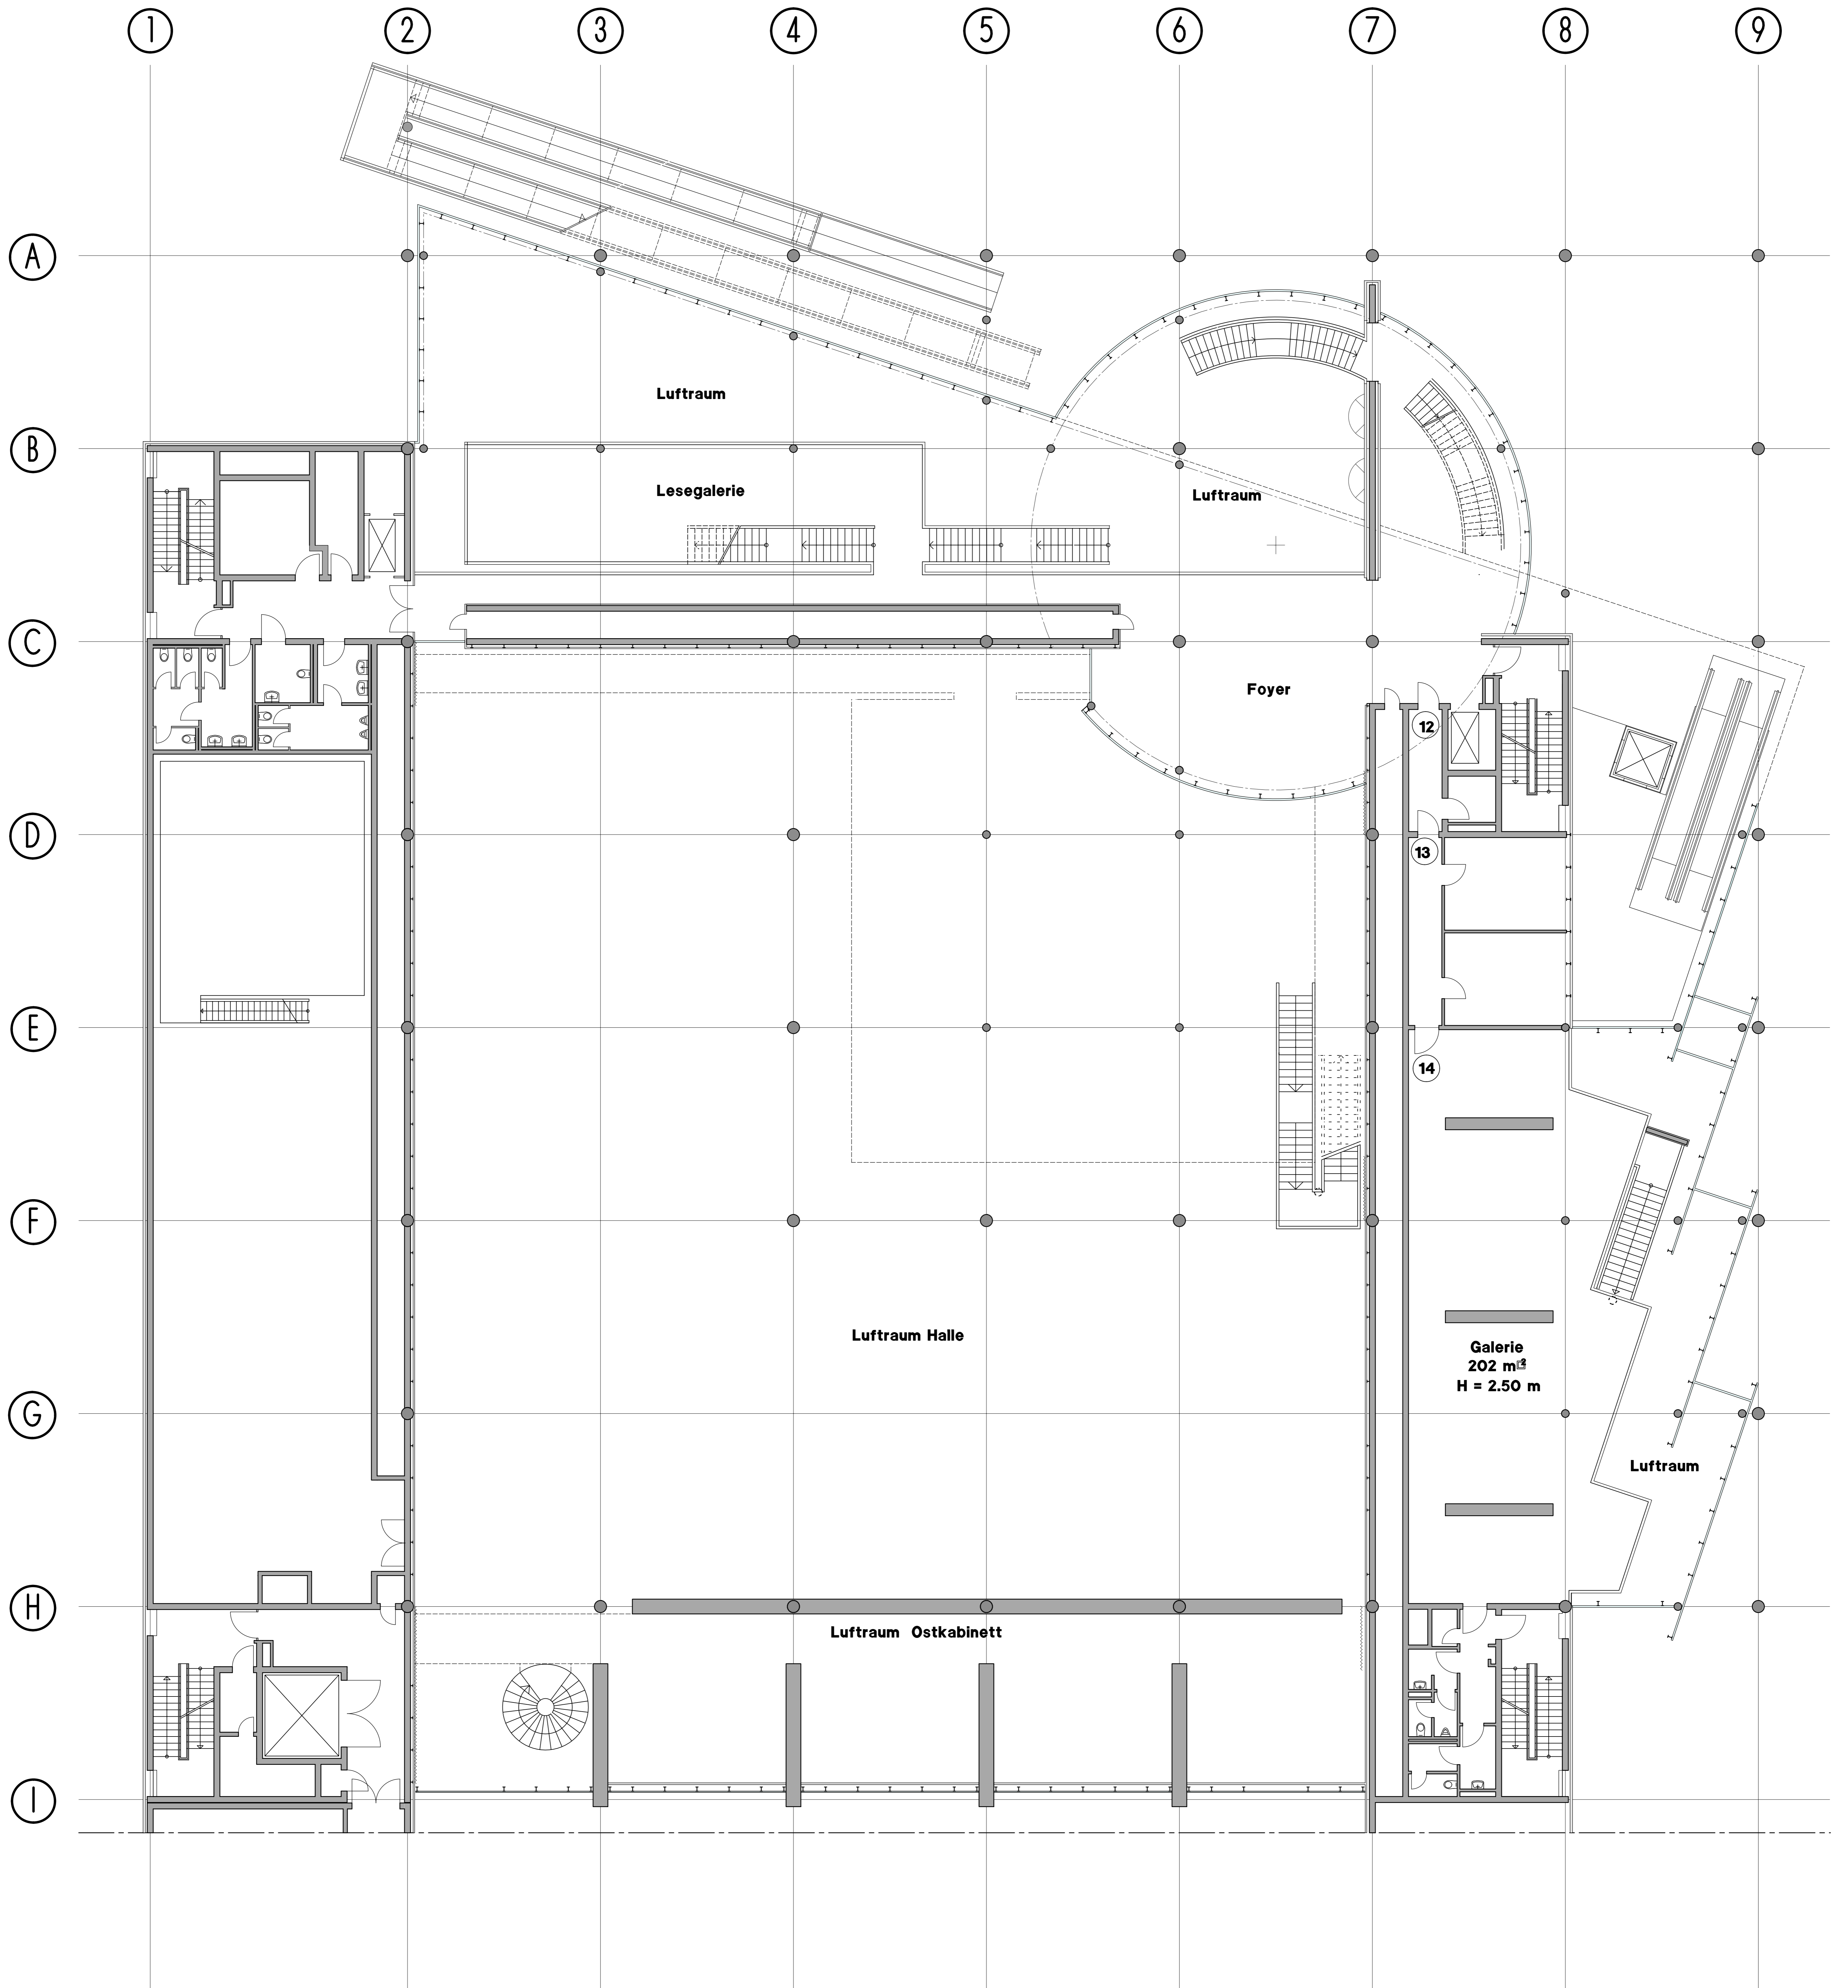 1 2 3 4 5 6 7 8 9
A
Luftraum
B
Lesegalerie
Luftraum
C
Foyer
12
D
13
E
14
F
Luftraum Halle
Galerie
202 m²
H = 2.50 m
G
Luftraum
H
Luftraum Ostkabinett
I